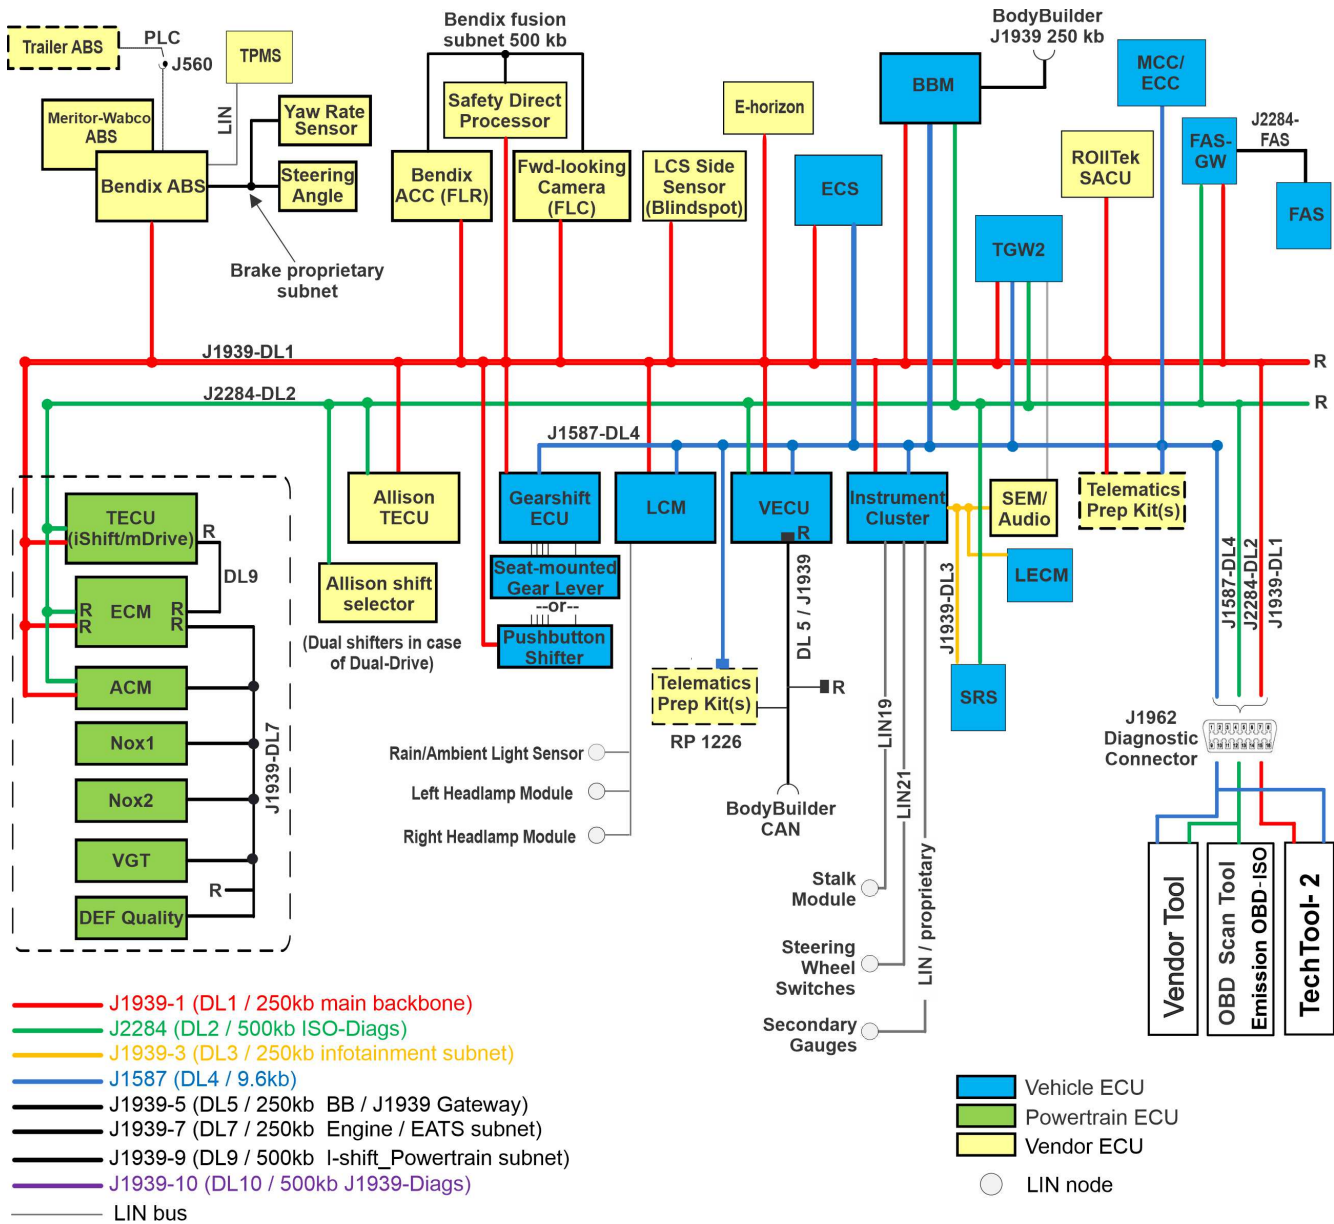 Trailer ABS
PLC
J560
TPMS
LIN
Meritor-Wabco
ABS
Bendix ABS
Yaw Rate
Sensor
Steering
Angle
Brake proprietary
subnet
Bendix fusion
subnet 500 kb
Safety Direct
Processor
Bendix
ACC (FLR)
Fwd-looking
Camera
(FLC)
LCS Side
Sensor
(Blindspot)
E-horizon
ECS
BBM
BodyBuilder
J1939 250 kb
TGW2
MCC/
ECC
ROIITek
SACU
FAS-
GW
J2284-
FAS
FAS
J1939-DL1
R
J2284-DL2
R
J1587-DL4
TECU
(iShift/mDrive)
R
DL9
ECM
R
R
R
R
ACM
Nox1
Nox2
VGT
R
DEF Quality
J1939-DL7
Allison
TECU
Allison shift
selector
(Dual shifters in case
of Dual-Drive)
Gearshift
ECU
Seat-mounted
Gear Lever
--or--
Pushbutton
Shifter
LCM
VECU
R
DL 5 / J1939
R
Telematics
Prep Kit(s)
RP 1226
BodyBuilder
CAN
Rain/Ambient Light Sensor
Left Headlamp Module
Right Headlamp Module
Instrument
Cluster
SEM/
Audio
LECM
J1939-DL3
SRS
LIN19
LIN21
LIN / proprietary
Stalk
Module
Steering
Wheel
Switches
Secondary
Gauges
Telematics
Prep Kit(s)
J1587-DL4
J2284-DL2
J1939-DL1
J1962
Diagnostic
Connector
Vendor Tool
OBD Scan Tool
Emission OBD-ISO
TechTool- 2
J1939-1 (DL1 / 250kb main backbone)
J2284 (DL2 / 500kb ISO-Diags)
J1939-3 (DL3 / 250kb infotainment subnet)
J1587 (DL4 / 9.6kb)
J1939-5 (DL5 / 250kb BB / J1939 Gateway)
J1939-7 (DL7 / 250kb Engine / EATS subnet)
J1939-9 (DL9 / 500kb I-shift_Powertrain subnet)
J1939-10 (DL10 / 500kb J1939-Diags)
LIN bus
Vehicle ECU
Powertrain ECU
Vendor ECU
LIN node